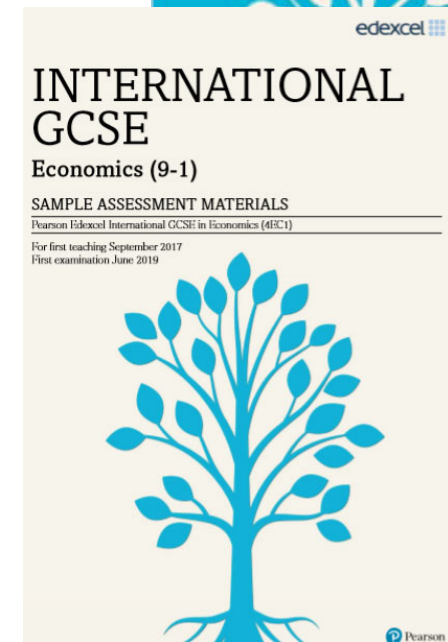 edexcel
INTERNATIONAL
GCSE
Economics (9-1)
SAMPLE ASSESSMENT MATERIALS
Pearson Edexcel International GCSE in Economics (4EC1)
For first teaching September 2017
First examination June 2019
Pearson